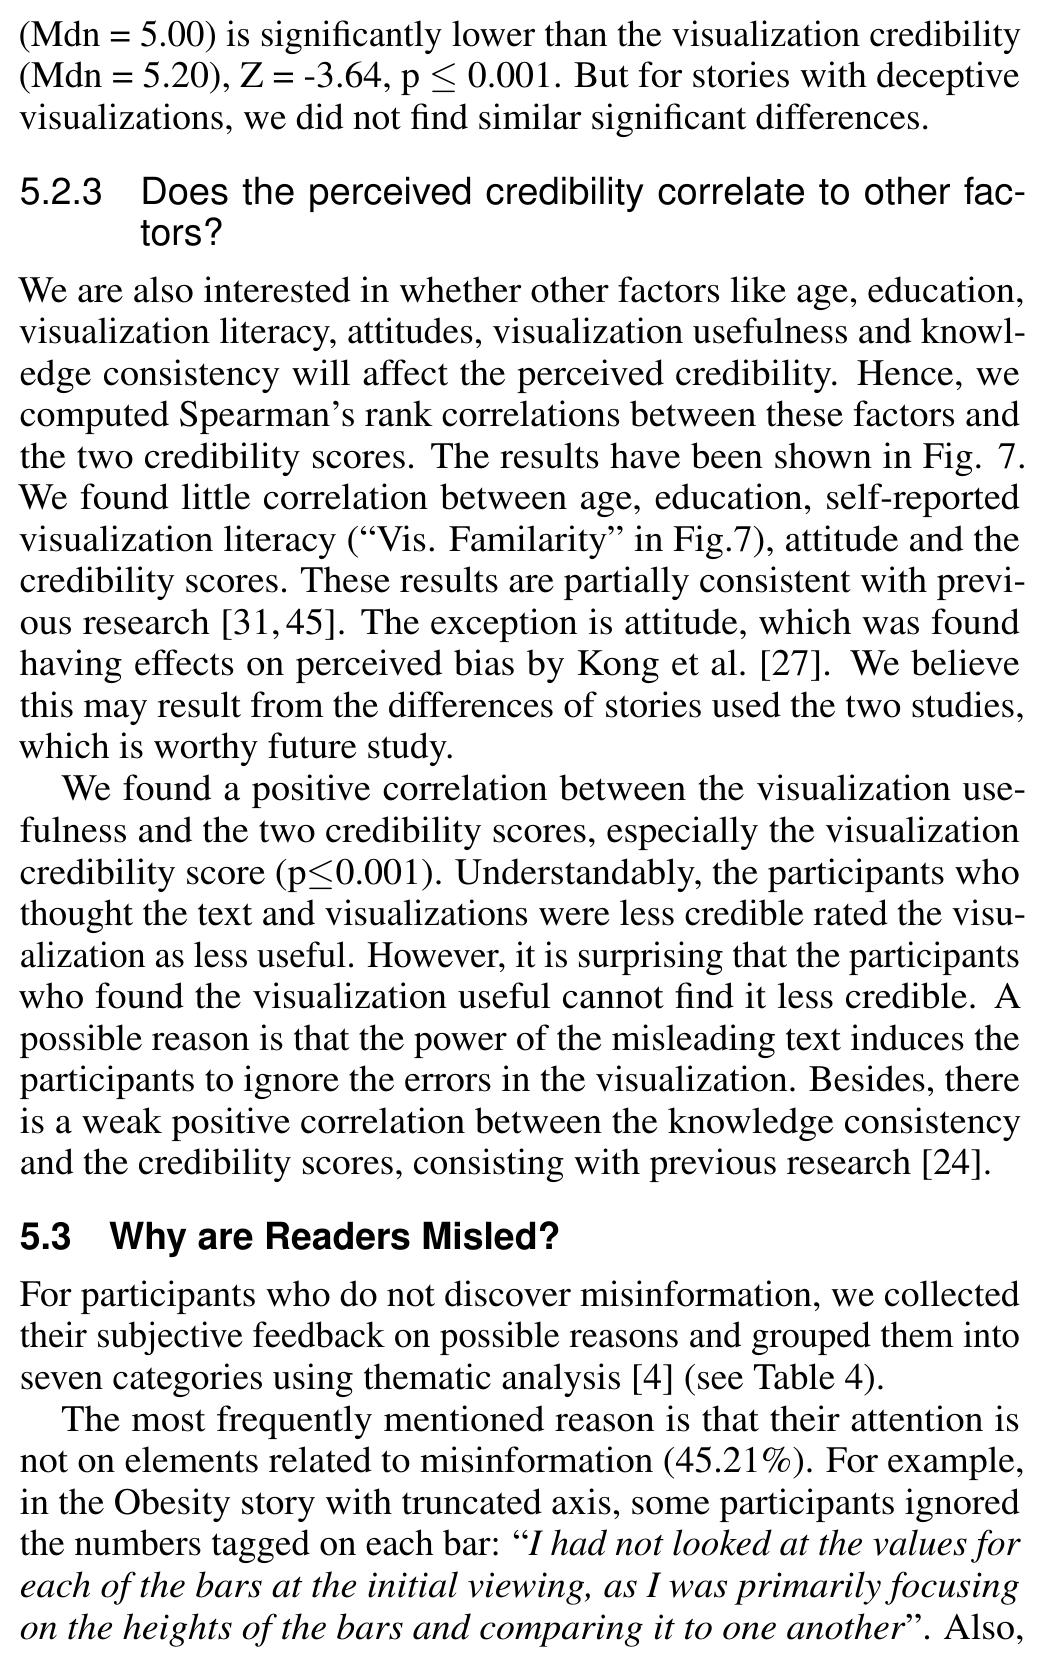 (Mdn = 5.00) is significantly lower than the visualization credibility
(Mdn = 5.20), Z = -3.64, p ≤ 0.001. But for stories with deceptive
visualizations, we did not find similar significant differences.
5.2.3 Does the perceived credibility correlate to other fac-
tors?
We are also interested in whether other factors like age, education,
visualization literacy, attitudes, visualization usefulness and knowl-
edge consistency will affect the perceived credibility. Hence, we
computed Spearman's rank correlations between these factors and
the two credibility scores. The results have been shown in Fig. 7.
We found little correlation between age, education, self-reported
visualization literacy (“Vis. Familarity” in Fig.7), attitude and the
credibility scores. These results are partially consistent with previ-
ous research [31, 45]. The exception is attitude, which was found
having effects on perceived bias by Kong et al. [27]. We believe
this may result from the differences of stories used the two studies,
which is worthy future study.
We found a positive correlation between the visualization use-
fulness and the two credibility scores, especially the visualization
credibility score (p≤0.001). Understandably, the participants who
thought the text and visualizations were less credible rated the visu-
alization as less useful. However, it is surprising that the participants
who found the visualization useful cannot find it less credible. A
possible reason is that the power of the misleading text induces the
participants to ignore the errors in the visualization. Besides, there
is a weak positive correlation between the knowledge consistency
and the credibility scores, consisting with previous research [24].
5.3 Why are Readers Misled?
For participants who do not discover misinformation, we collected
their subjective feedback on possible reasons and grouped them into
seven categories using thematic analysis [4] (see Table 4).
The most frequently mentioned reason is that their attention is
not on elements related to misinformation (45.21%). For example,
in the Obesity story with truncated axis, some participants ignored
the numbers tagged on each bar: “I had not looked at the values for
each of the bars at the initial viewing, as I was primarily focusing
on the heights of the bars and comparing it to one another”. Also,